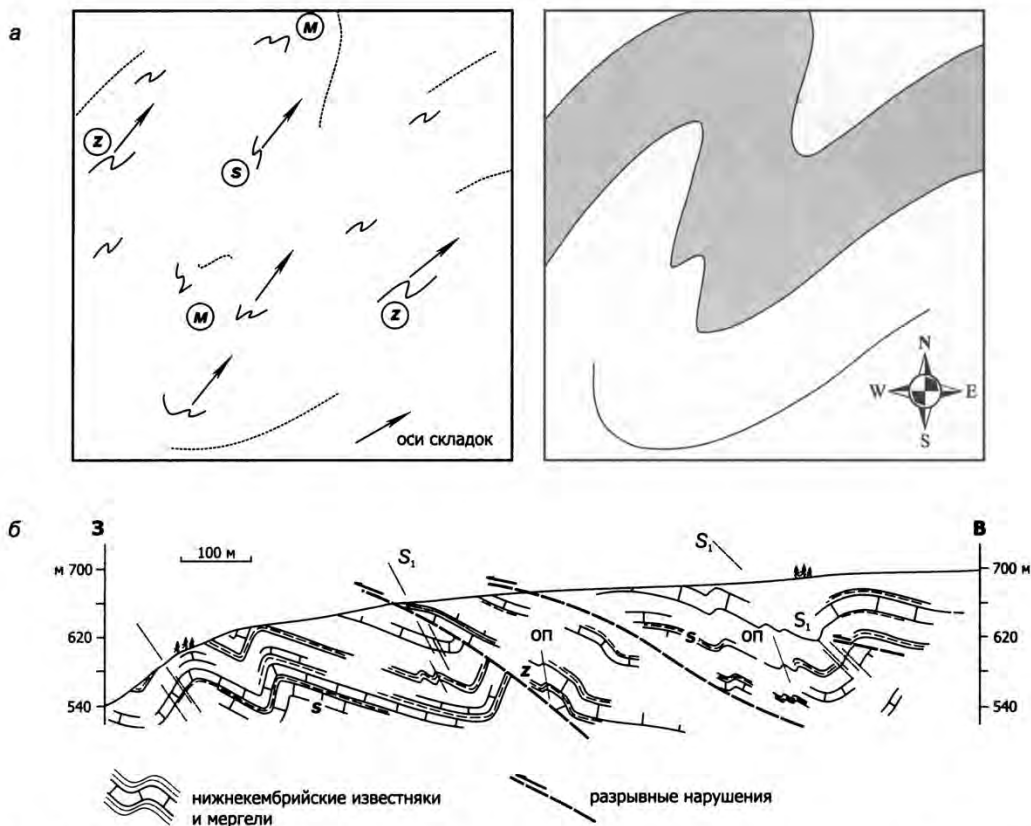 а
м
z
s
м
z
оси складок
N
W E
S
б
З
В
100 м
S₁
S₁
м 700
700 м
620
620
540
540
оп
оп
S₁
s
z
s
нижнекембрийские известняки
и мергели
разрывные нарушения